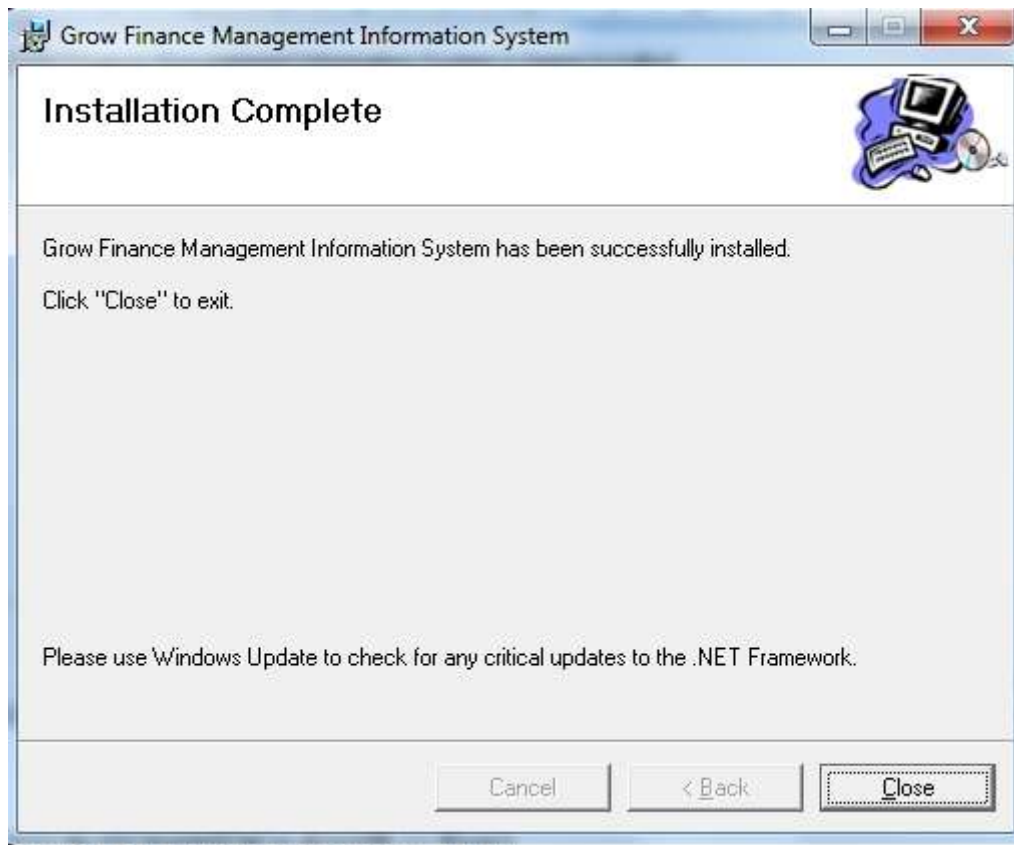 Grow Finance Management Information System
Installation Complete
Grow Finance Management Information System has been successfully installed.
Click "Close" to exit.
Please use Windows Update to check for any critical updates to the .NET Framework.
Cancel
< Back
Close